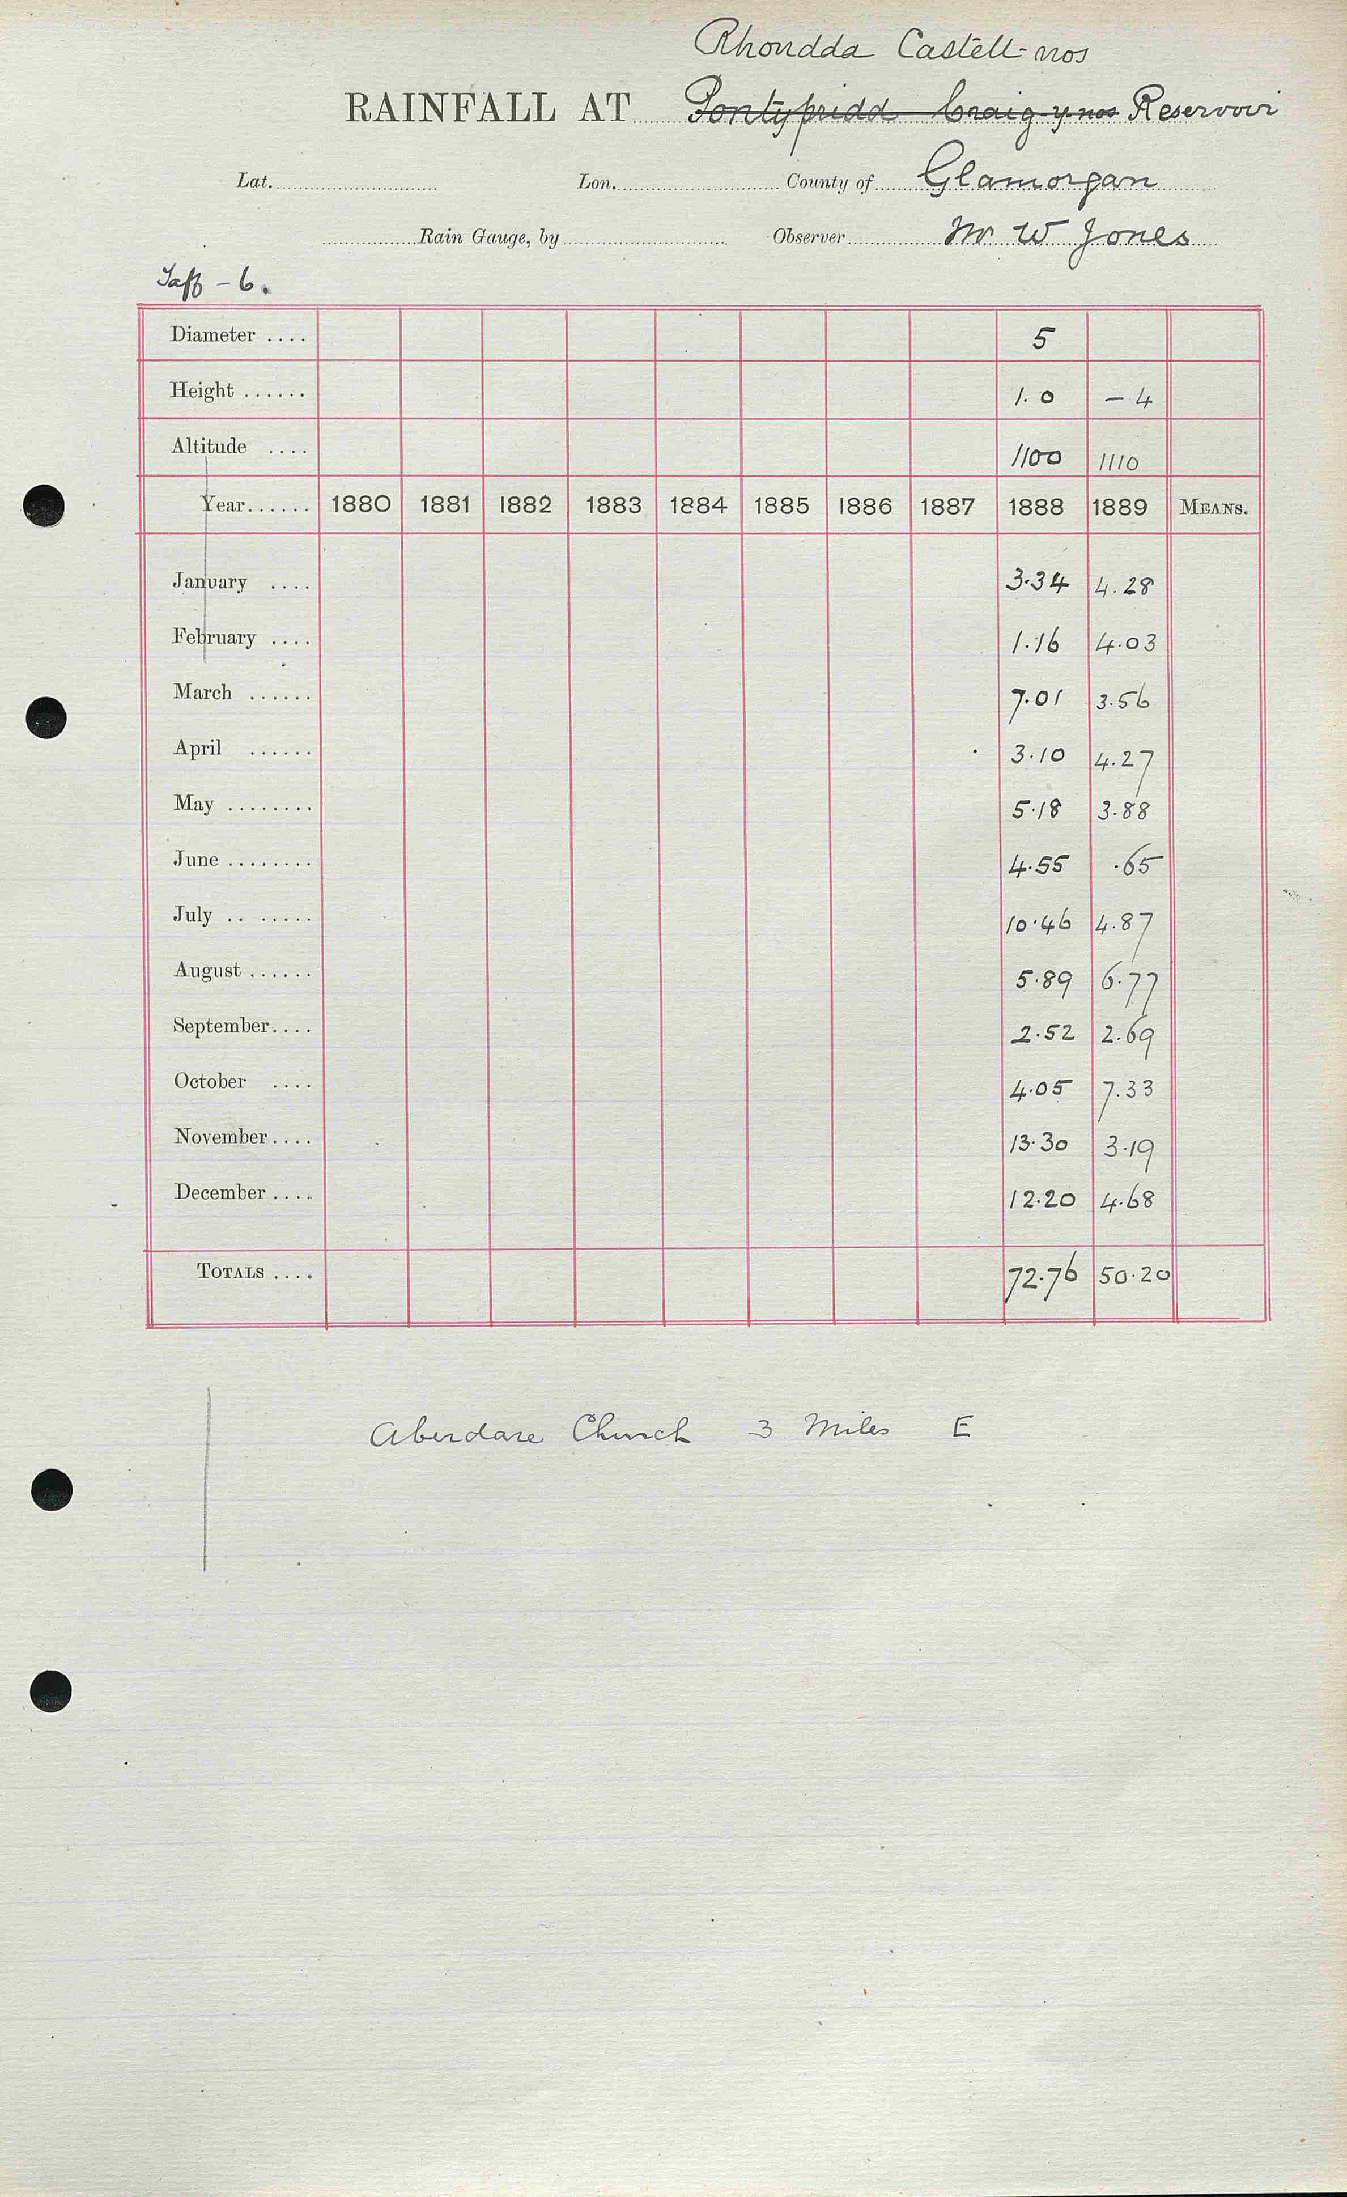 Rhondda Castell-nos
RAINFALL AT Pontypridd Craig-y-nos Reservoir
Lat. Lon. County of Glamorgan
Rain Gauge, by Observer Mr W Jones
Taff - 6.
Diameter .... 5
Height ...... 1.0 - 4
Altitude .... 1100 1110
Year...... 1880 1881 1882 1883 1884 1885 1886 1887 1888 1889 MEANS.
January .... 3.34 4.28
February .... 1.16 4.03
March ...... 7.01 3.56
April ...... 3.10 4.27
May ........ 5.18 3.88
June ........ 4.55 .65
July .. ..... 10.46 4.87
August ...... 5.89 6.77
September.... 2.52 2.69
October .... 4.05 7.33
November.... 13.30 3.19
December .... 12.20 4.68
TOTALS .... 72.76 50.20
Aberdare Church 3 Miles E